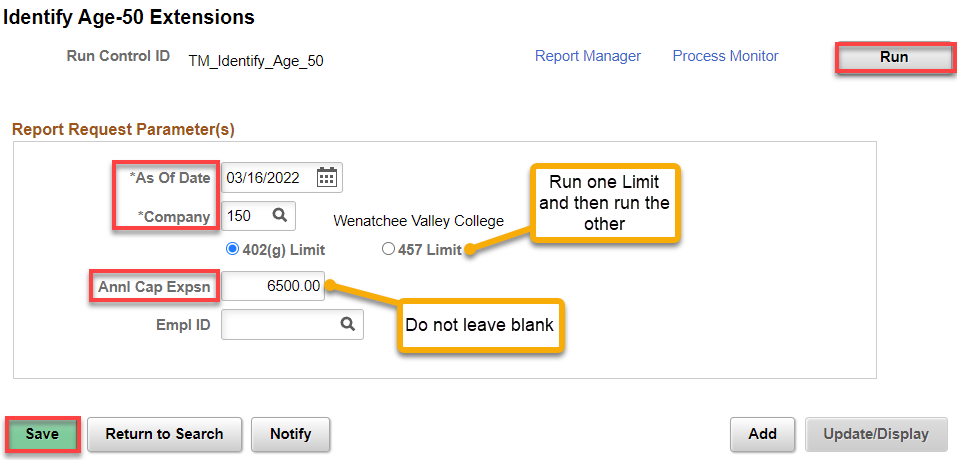 Identify Age-50 Extensions
Run Control ID TM_Identify_Age_50 Report Manager Process Monitor Run
Report Request Parameter(s)
*As Of Date 03/16/2022
*Company 150 Wenatchee Valley College
402(g) Limit 457 Limit
Run one Limit
and then run the
other
Annl Cap Expsn 6500.00
Empl ID
Do not leave blank
Save Return to Search Notify Add Update/Display